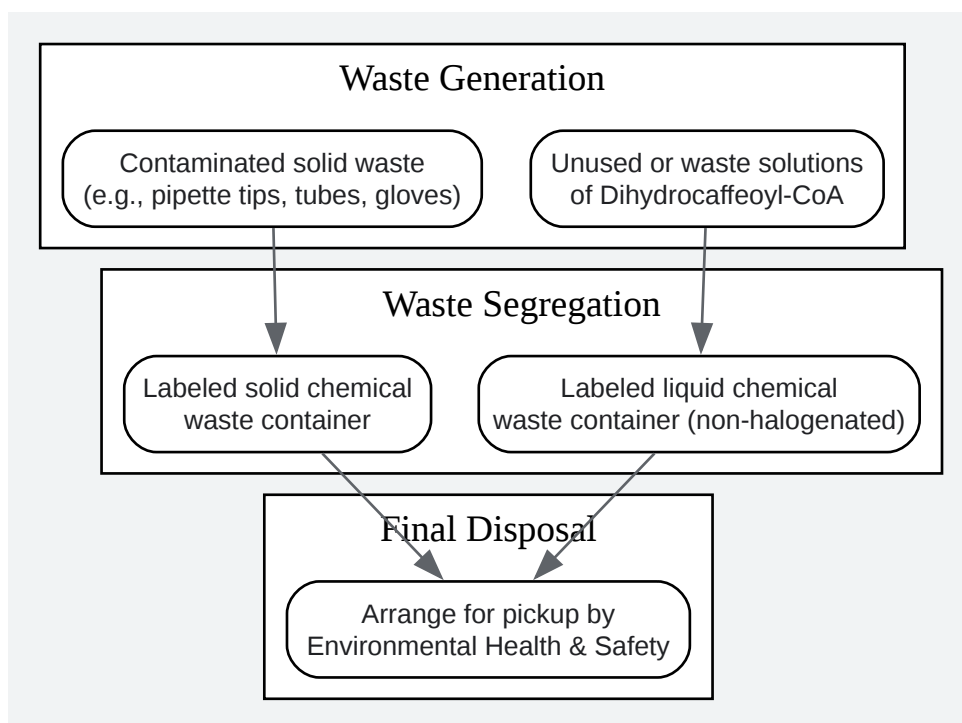 Waste Generation
Contaminated solid waste
(e.g., pipette tips, tubes, gloves)
Unused or waste solutions
of Dihydrocaffeoyl-CoA
Waste Segregation
Labeled solid chemical
waste container
Labeled liquid chemical
waste container (non-halogenated)
Final Disposal
Arrange for pickup by
Environmental Health & Safety